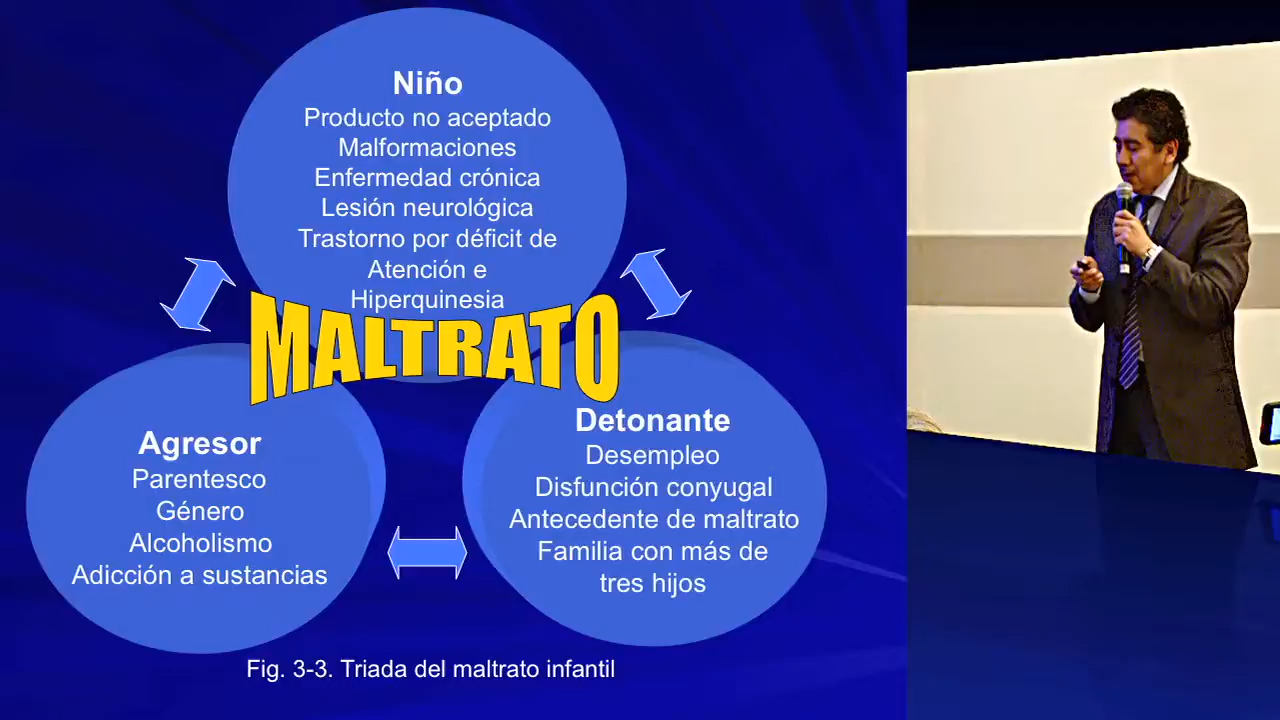 Niño
Producto no aceptado
Malformaciones
Enfermedad crónica
Lesión neurológica
Trastorno por déficit de
Atención e
Hiperquinesia
MALTRATO
Agresor
Parentesco
Género
Alcoholismo
Adicción a sustancias
Detonante
Desempleo
Disfunción conyugal
Antecedente de maltrato
Familia con más de
tres hijos
Fig. 3-3. Triada del maltrato infantil